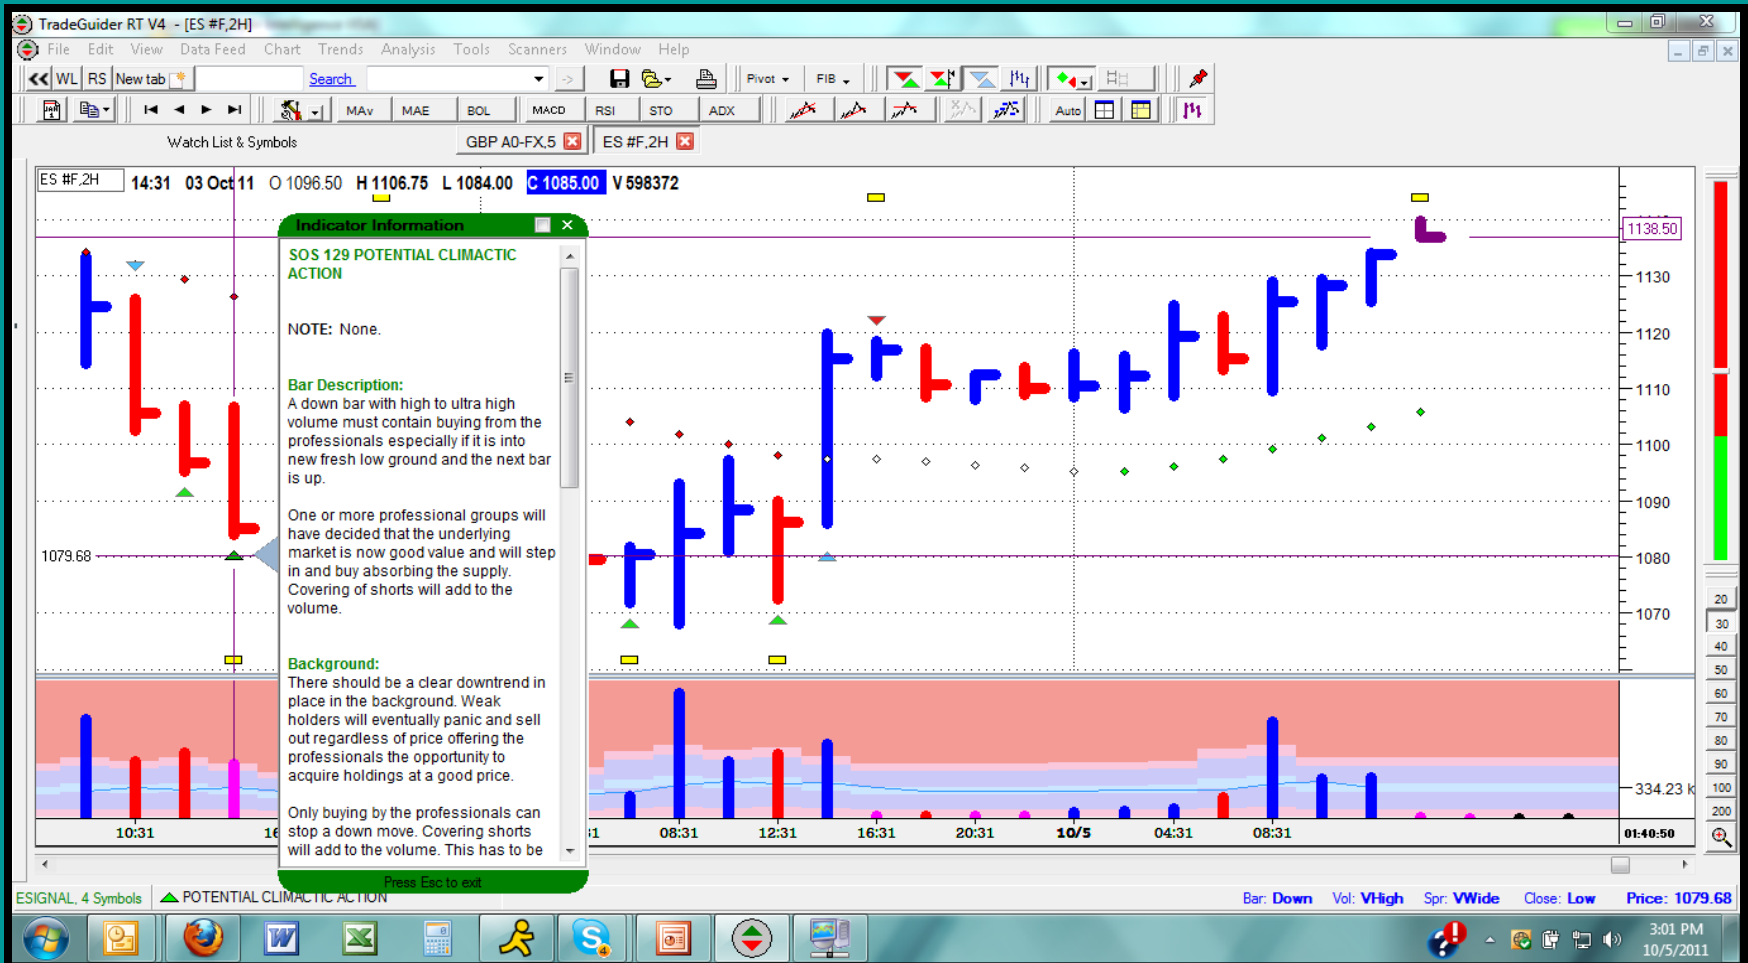 TradeGuider RT V4 - [ES #F,2H]
File Edit View Data Feed Chart Trends Analysis Tools Scanners Window Help
WL RS New tab Search -> Pivot FIB
MAv MAE BOL MACD RSI STO ADX Auto
Watch List & Symbols GBP A0-FX,5 ES #F,2H
ES #F,2H 14:31 03 Oct 11 O 1096.50 H 1106.75 L 1084.00 C 1085.00 V 598372
Indicator Information
SOS 129 POTENTIAL CLIMACTIC
ACTION
NOTE: None.
Bar Description:
A down bar with high to ultra high
volume must contain buying from the
professionals especially if it is into
new fresh low ground and the next bar
is up.
One or more professional groups will
have decided that the underlying
market is now good value and will step
in and buy absorbing the supply.
Covering of shorts will add to the
volume.
Background:
There should be a clear downtrend in
place in the background. Weak
holders will eventually panic and sell
out regardless of price offering the
professionals the opportunity to
acquire holdings at a good price.
Only buying by the professionals can
stop a down move. Covering shorts
will add to the volume. This has to be
Press Esc to exit
1079.68
1138.50
1130
1120
1110
1100
1090
1080
1070
334.23 k
20
30
40
50
60
70
80
90
100
200
10:31 08:31 12:31 16:31 20:31 10/5 04:31 08:31 01:40:50
ESIGNAL, 4 Symbols POTENTIAL CLIMACTIC ACTION Bar: Down Vol: VHigh Spr: VWide Close: Low Price: 1079.68
3:01 PM
10/5/2011